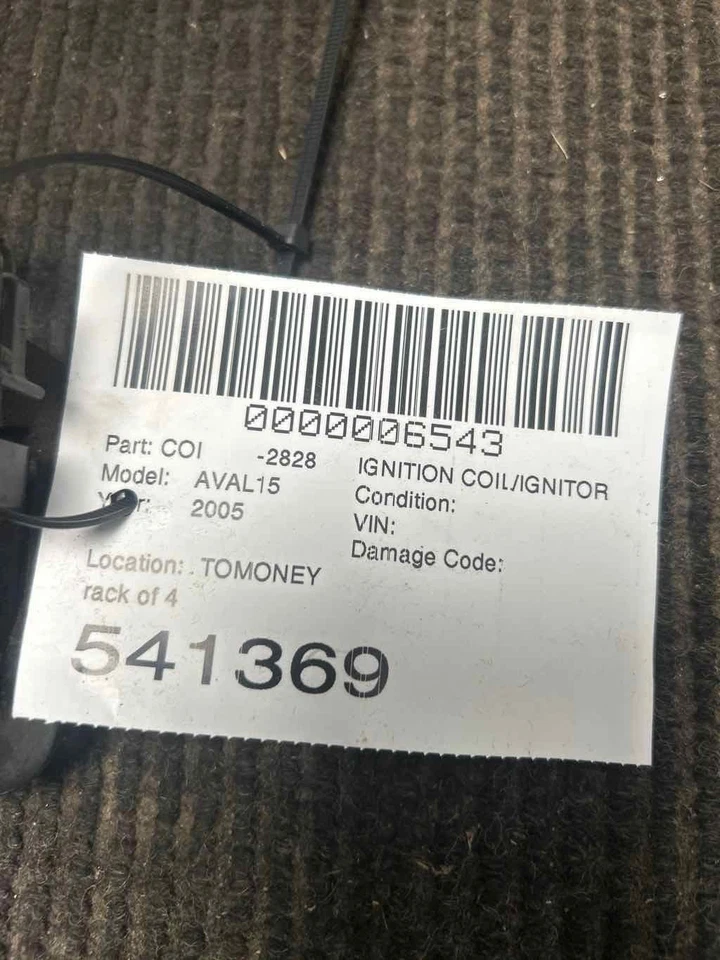 0000006543
Part: COI -2828 IGNITION COIL/IGNITOR
Model: AVAL15 Condition:
2005 VIN:
Damage Code:
Location: . TOMONEY
rack of 4
541369